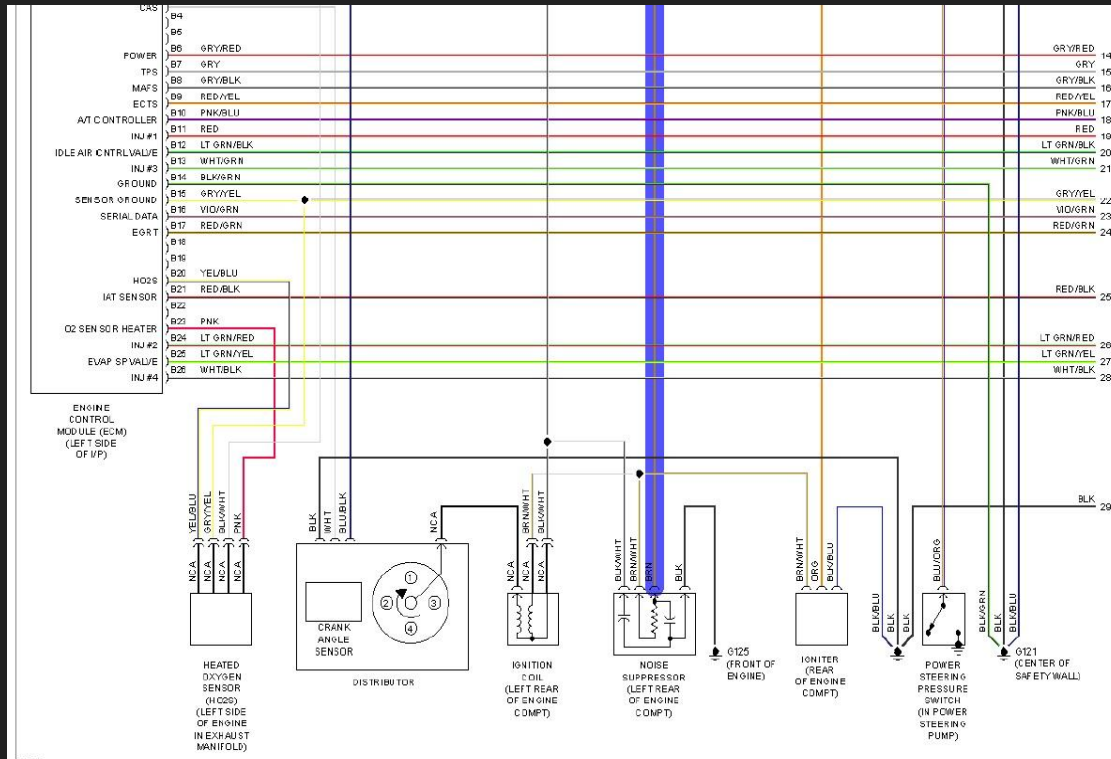 CAS
B4
B5
POWER B6 GRY/RED GRY/RED 14
TPS B7 GRY GRY 15
MAFS B8 GRY/BLK GRY/BLK 16
ECTS B9 RED/YEL RED/YEL 17
A/T CONTROLLER B10 PNK/BLU PNK/BLU 18
INJ #1 B11 RED RED 19
IDLE AIR CNTRL VALVE B12 LT GRN/BLK LT GRN/BLK 20
INJ #3 B13 WHT/GRN WHT/GRN 21
GROUND B14 BLK/GRN
SENSOR GROUND B15 GRY/YEL GRY/YEL 22
SERIAL DATA B16 VIO/GRN VIO/GRN 23
EGRT B17 RED/GRN RED/GRN 24
B18
B19
HO2S B20 YEL/BLU
IAT SENSOR B21 RED/BLK RED/BLK 25
B22
O2 SENSOR HEATER B23 PNK
INJ #2 B24 LT GRN/RED LT GRN/RED 26
EVAP SP VALVE B25 LT GRN/YEL LT GRN/YEL 27
INJ #4 B26 WHT/BLK WHT/BLK 28
ENGINE
CONTROL
MODULE (ECM)
(LEFT SIDE
OF I/P)
YEL/BLU
GRY/YEL
BLK/WHT
PNK
NCA
NCA
NCA
NCA
HEATED
OXYGEN
SENSOR
(HO2S)
(LEFT SIDE
OF ENGINE
IN EXHAUST
MANIFOLD)
BLK
WHT
BLU/BLK
NCA
1
2
3
4
CRANK
ANGLE
SENSOR
DISTRIBUTOR
BRN/WHT
BLK/WHT
NCA
NCA
NCA
IGNITION
COIL
(LEFT REAR
OF ENGINE
COMPT)
BLK/WHT
BRN/WHT
BRN
BLK
NOISE
SUPPRESSOR
(LEFT REAR
OF ENGINE
COMPT)
G125
(FRONT OF
ENGINE)
BRN/WHT
ORG
BLK/BLU
IGNITER (REAR
OF ENGINE
COMPT)
BLK/BLU
BLK
BLK
BLK 29
BLU/ORG
POWER
STEERING
PRESSURE
SWITCH
(IN POWER
STEERING
PUMP)
BLK/GRN
BLK
BLK/BLU
G121
(CENTER OF
SAFETY WALL)